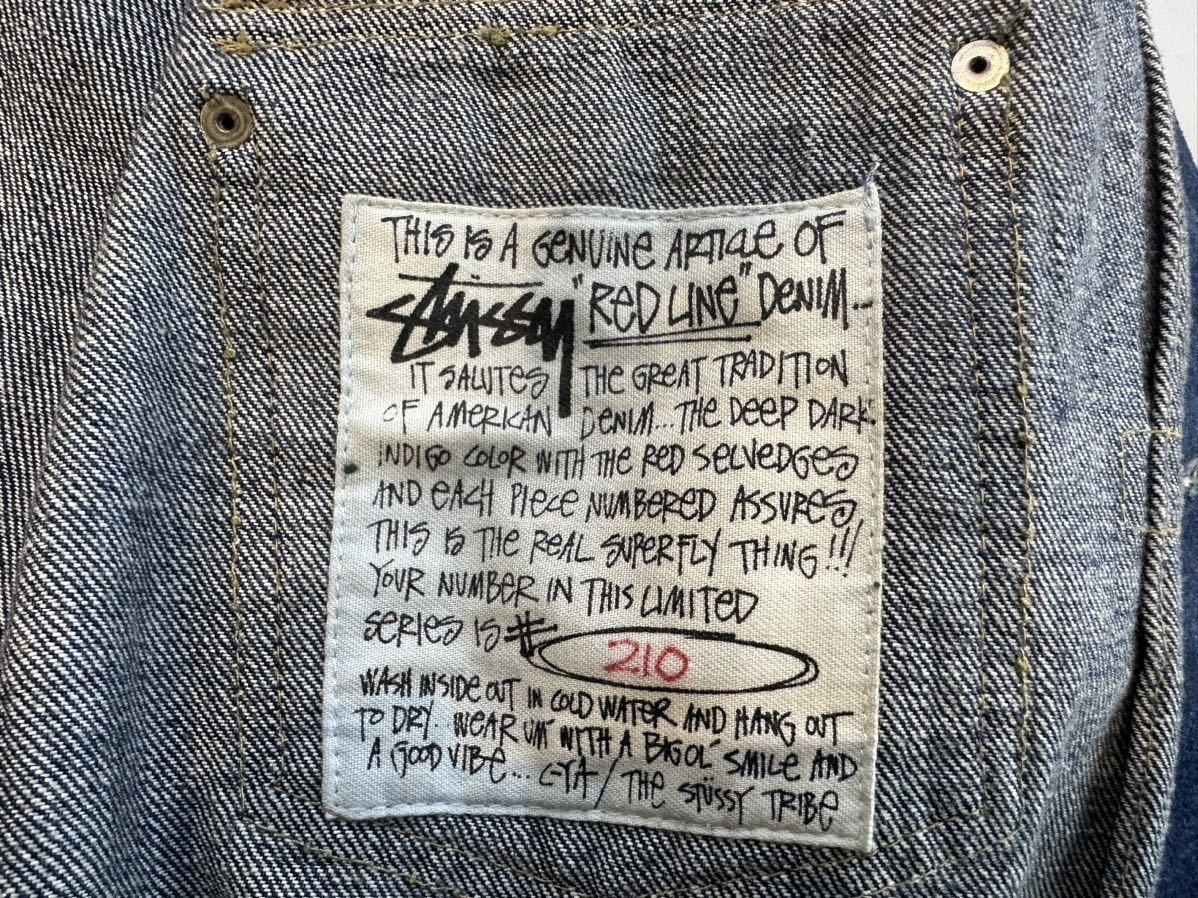 THIS IS A GENUINE ARTICLE OF
STÜSSY "RED LINE" DENIM...
IT SALUTES THE GREAT TRADITION
OF AMERICAN DENIM... THE DEEP DARK
INDIGO COLOR WITH THE RED SELVEDGES
AND EACH PIECE NUMBERED ASSURES
THIS IS THE REAL SUPERFLY THING!!!
YOUR NUMBER IN THIS LIMITED
SERIES IS # 210
WASH INSIDE OUT IN COLD WATER AND HANG OUT
TO DRY. WEAR UM' WITH A BIG OL' SMILE AND
A GOOD VIBE... C-YA / THE STÜSSY TRIBE